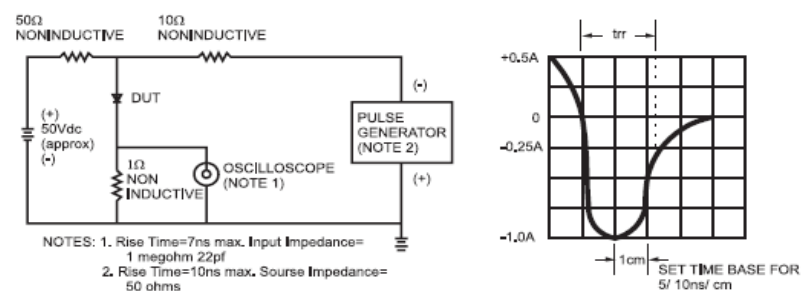 50Ω
NONINDUCTIVE
10Ω
NONINDUCTIVE
(+)
50Vdc
(approx)
(-)
DUT
1Ω
NON
INDUCTIVE
OSCILLOSCOPE
(NOTE 1)
(-)
PULSE
GENERATOR
(NOTE 2)
(+)
NOTES: 1. Rise Time=7ns max. Input Impedance=
1 megohm 22pf
2. Rise Time=10ns max. Sourse Impedance=
50 ohms
trr
+0.5A
0
-0.25A
-1.0A
1cm
SET TIME BASE FOR
5/ 10ns/ cm